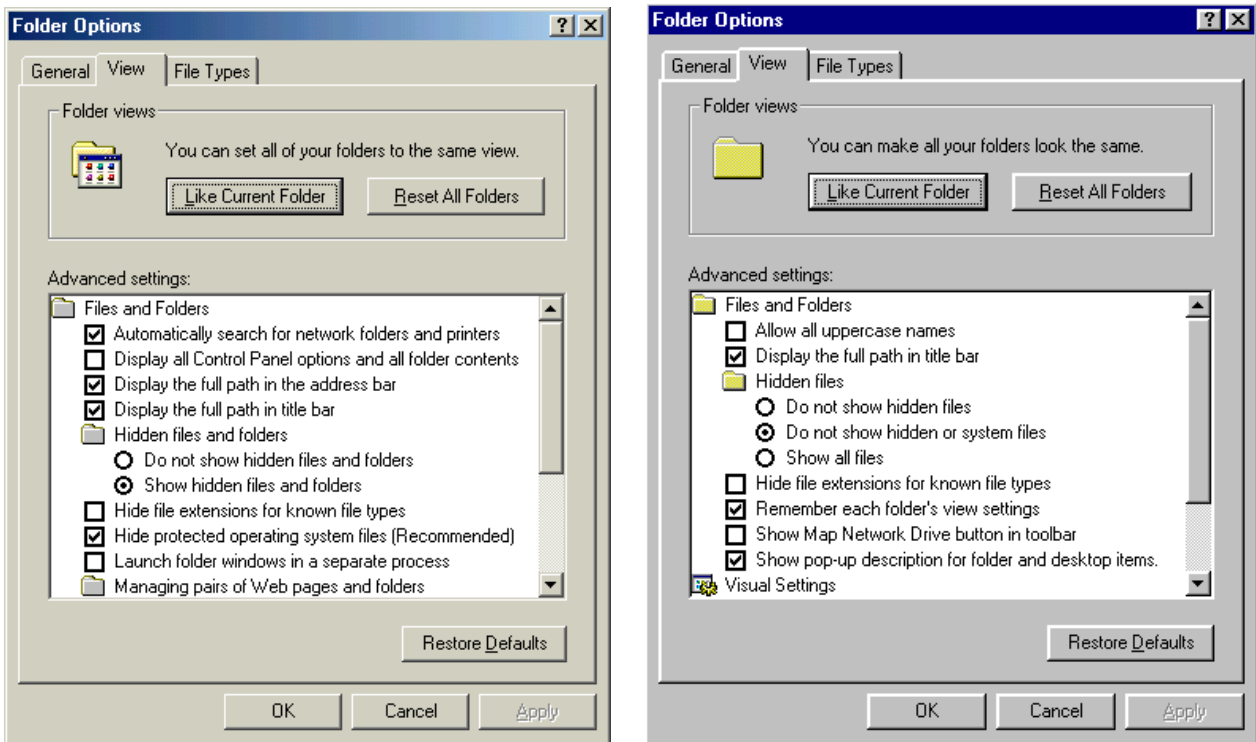 Folder Options
General View File Types
Folder views
You can set all of your folders to the same view.
Like Current Folder Reset All Folders
Advanced settings:
Files and Folders
Automatically search for network folders and printers
Display all Control Panel options and all folder contents
Display the full path in the address bar
Display the full path in title bar
Hidden files and folders
Do not show hidden files and folders
Show hidden files and folders
Hide file extensions for known file types
Hide protected operating system files (Recommended)
Launch folder windows in a separate process
Managing pairs of Web pages and folders
Restore Defaults
OK Cancel Apply
Folder Options
General View File Types
Folder views
You can make all your folders look the same.
Like Current Folder Reset All Folders
Advanced settings:
Files and Folders
Allow all uppercase names
Display the full path in title bar
Hidden files
Do not show hidden files
Do not show hidden or system files
Show all files
Hide file extensions for known file types
Remember each folder's view settings
Show Map Network Drive button in toolbar
Show pop-up description for folder and desktop items.
Visual Settings
Restore Defaults
OK Cancel Apply